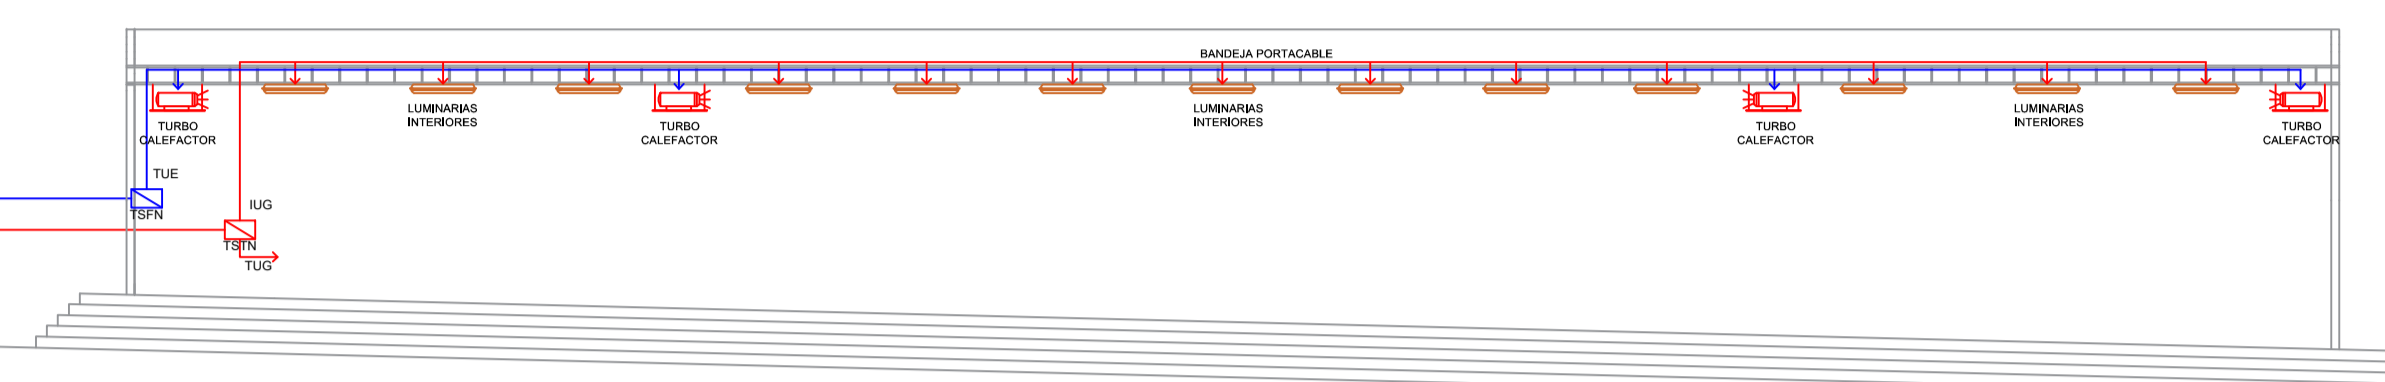 BANDEJA PORTACABLE
LUMINARIAS
INTERIORES
LUMINARIAS
INTERIORES
LUMINARIAS
INTERIORES
TURBO
CALEFACTOR
TURBO
CALEFACTOR
TURBO
CALEFACTOR
TURBO
CALEFACTOR
TUE
TSFN
IUG
TSTN
TUG